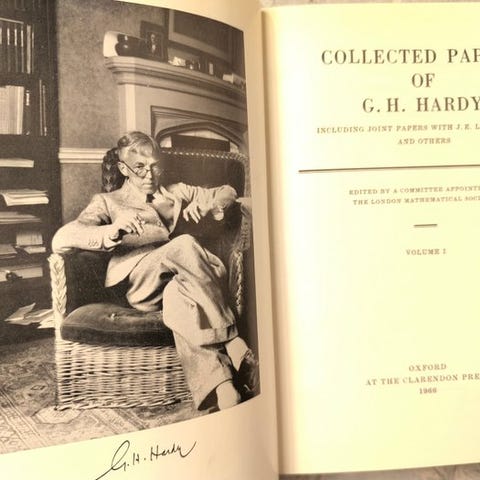 G. H. Hardy
COLLECTED PAP
OF
G. H. HARDY
INCLUDING JOINT PAPERS WITH J. E. L
AND OTHERS
EDITED BY A COMMITTEE APPOINT
THE LONDON MATHEMATICAL SOCI
VOLUME I
OXFORD
AT THE CLARENDON PRE
1966